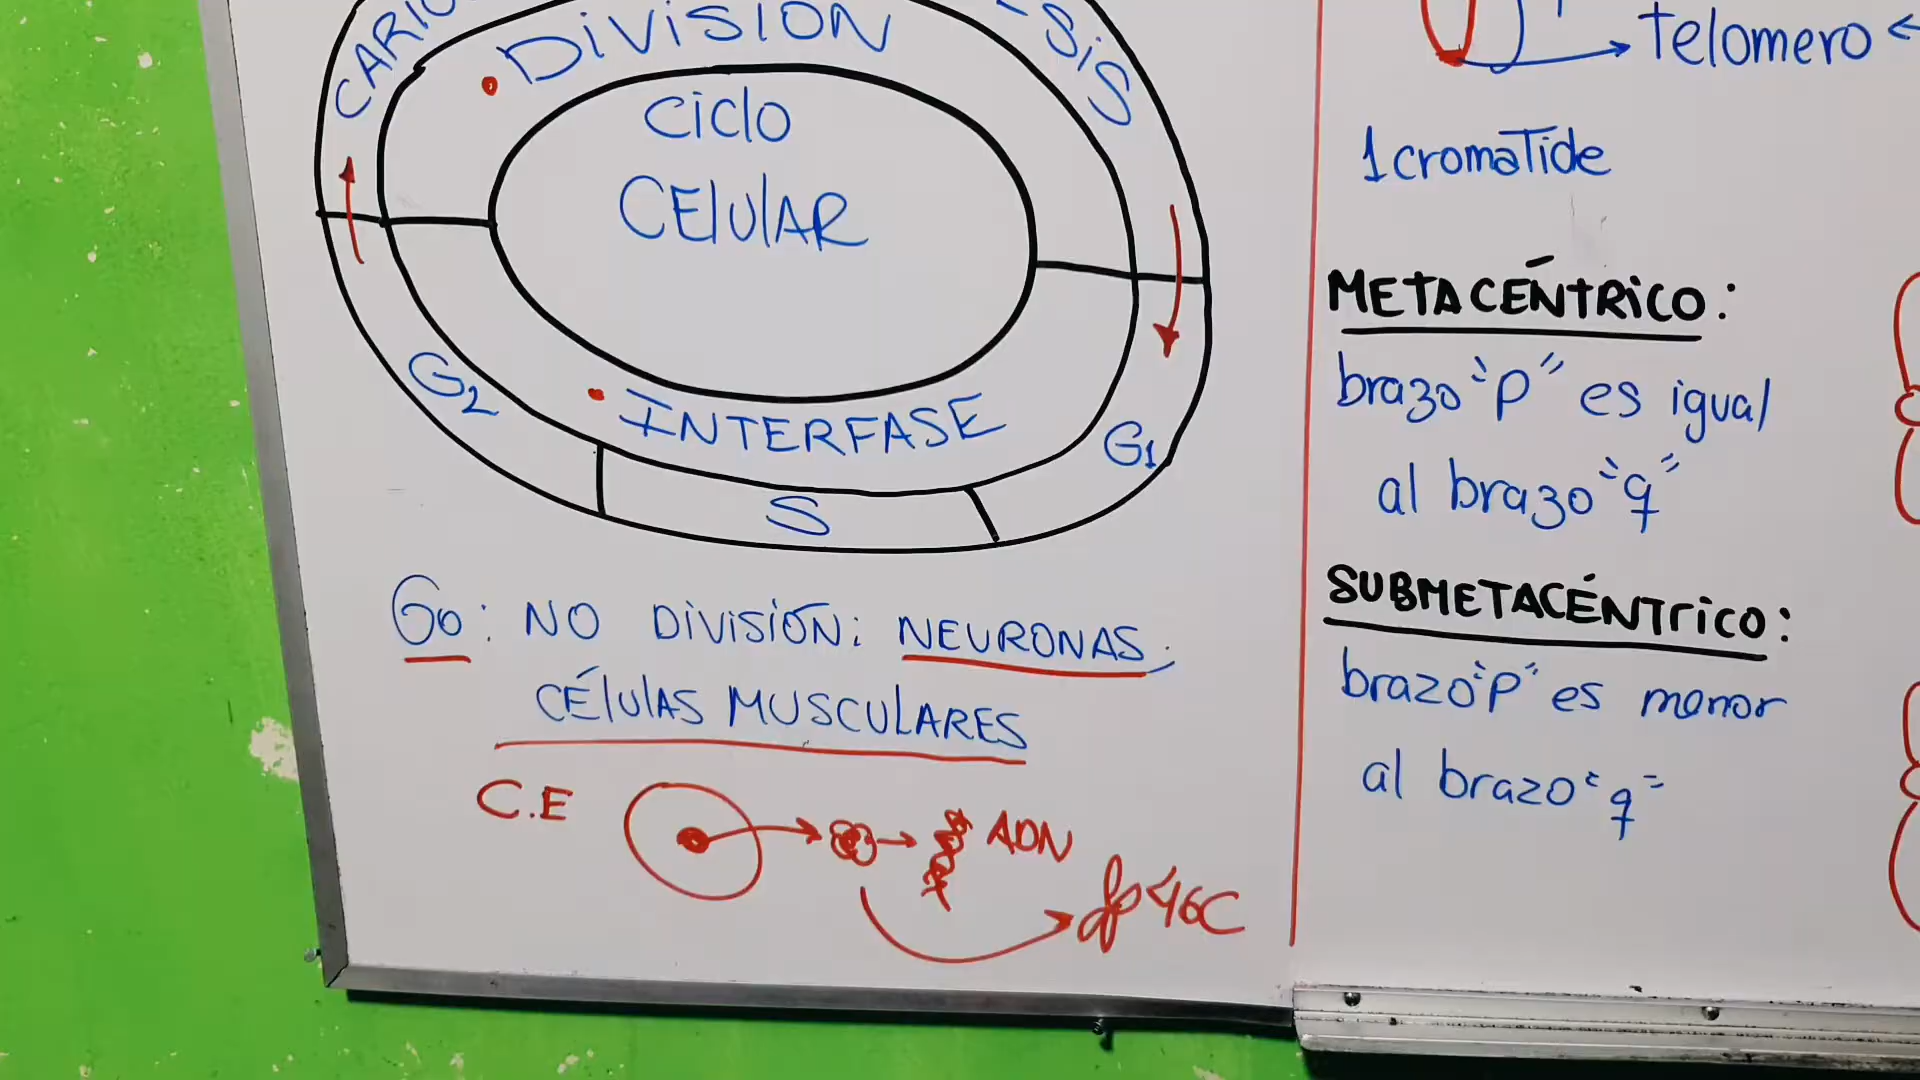 DIVISIÓN
SIS
CICLO
CELULAR
G2
INTERFASE
G1
S
G0: NO DIVISIÓN: NEURONAS,
CÉLULAS MUSCULARES
C.E
ADN
46C
Telomero
1 cromatide
METACÉNTRICO:
brazo "p" es igual
al brazo "q"
SUBMETACÉNTRICO:
brazo "p" es menor
al brazo "q"